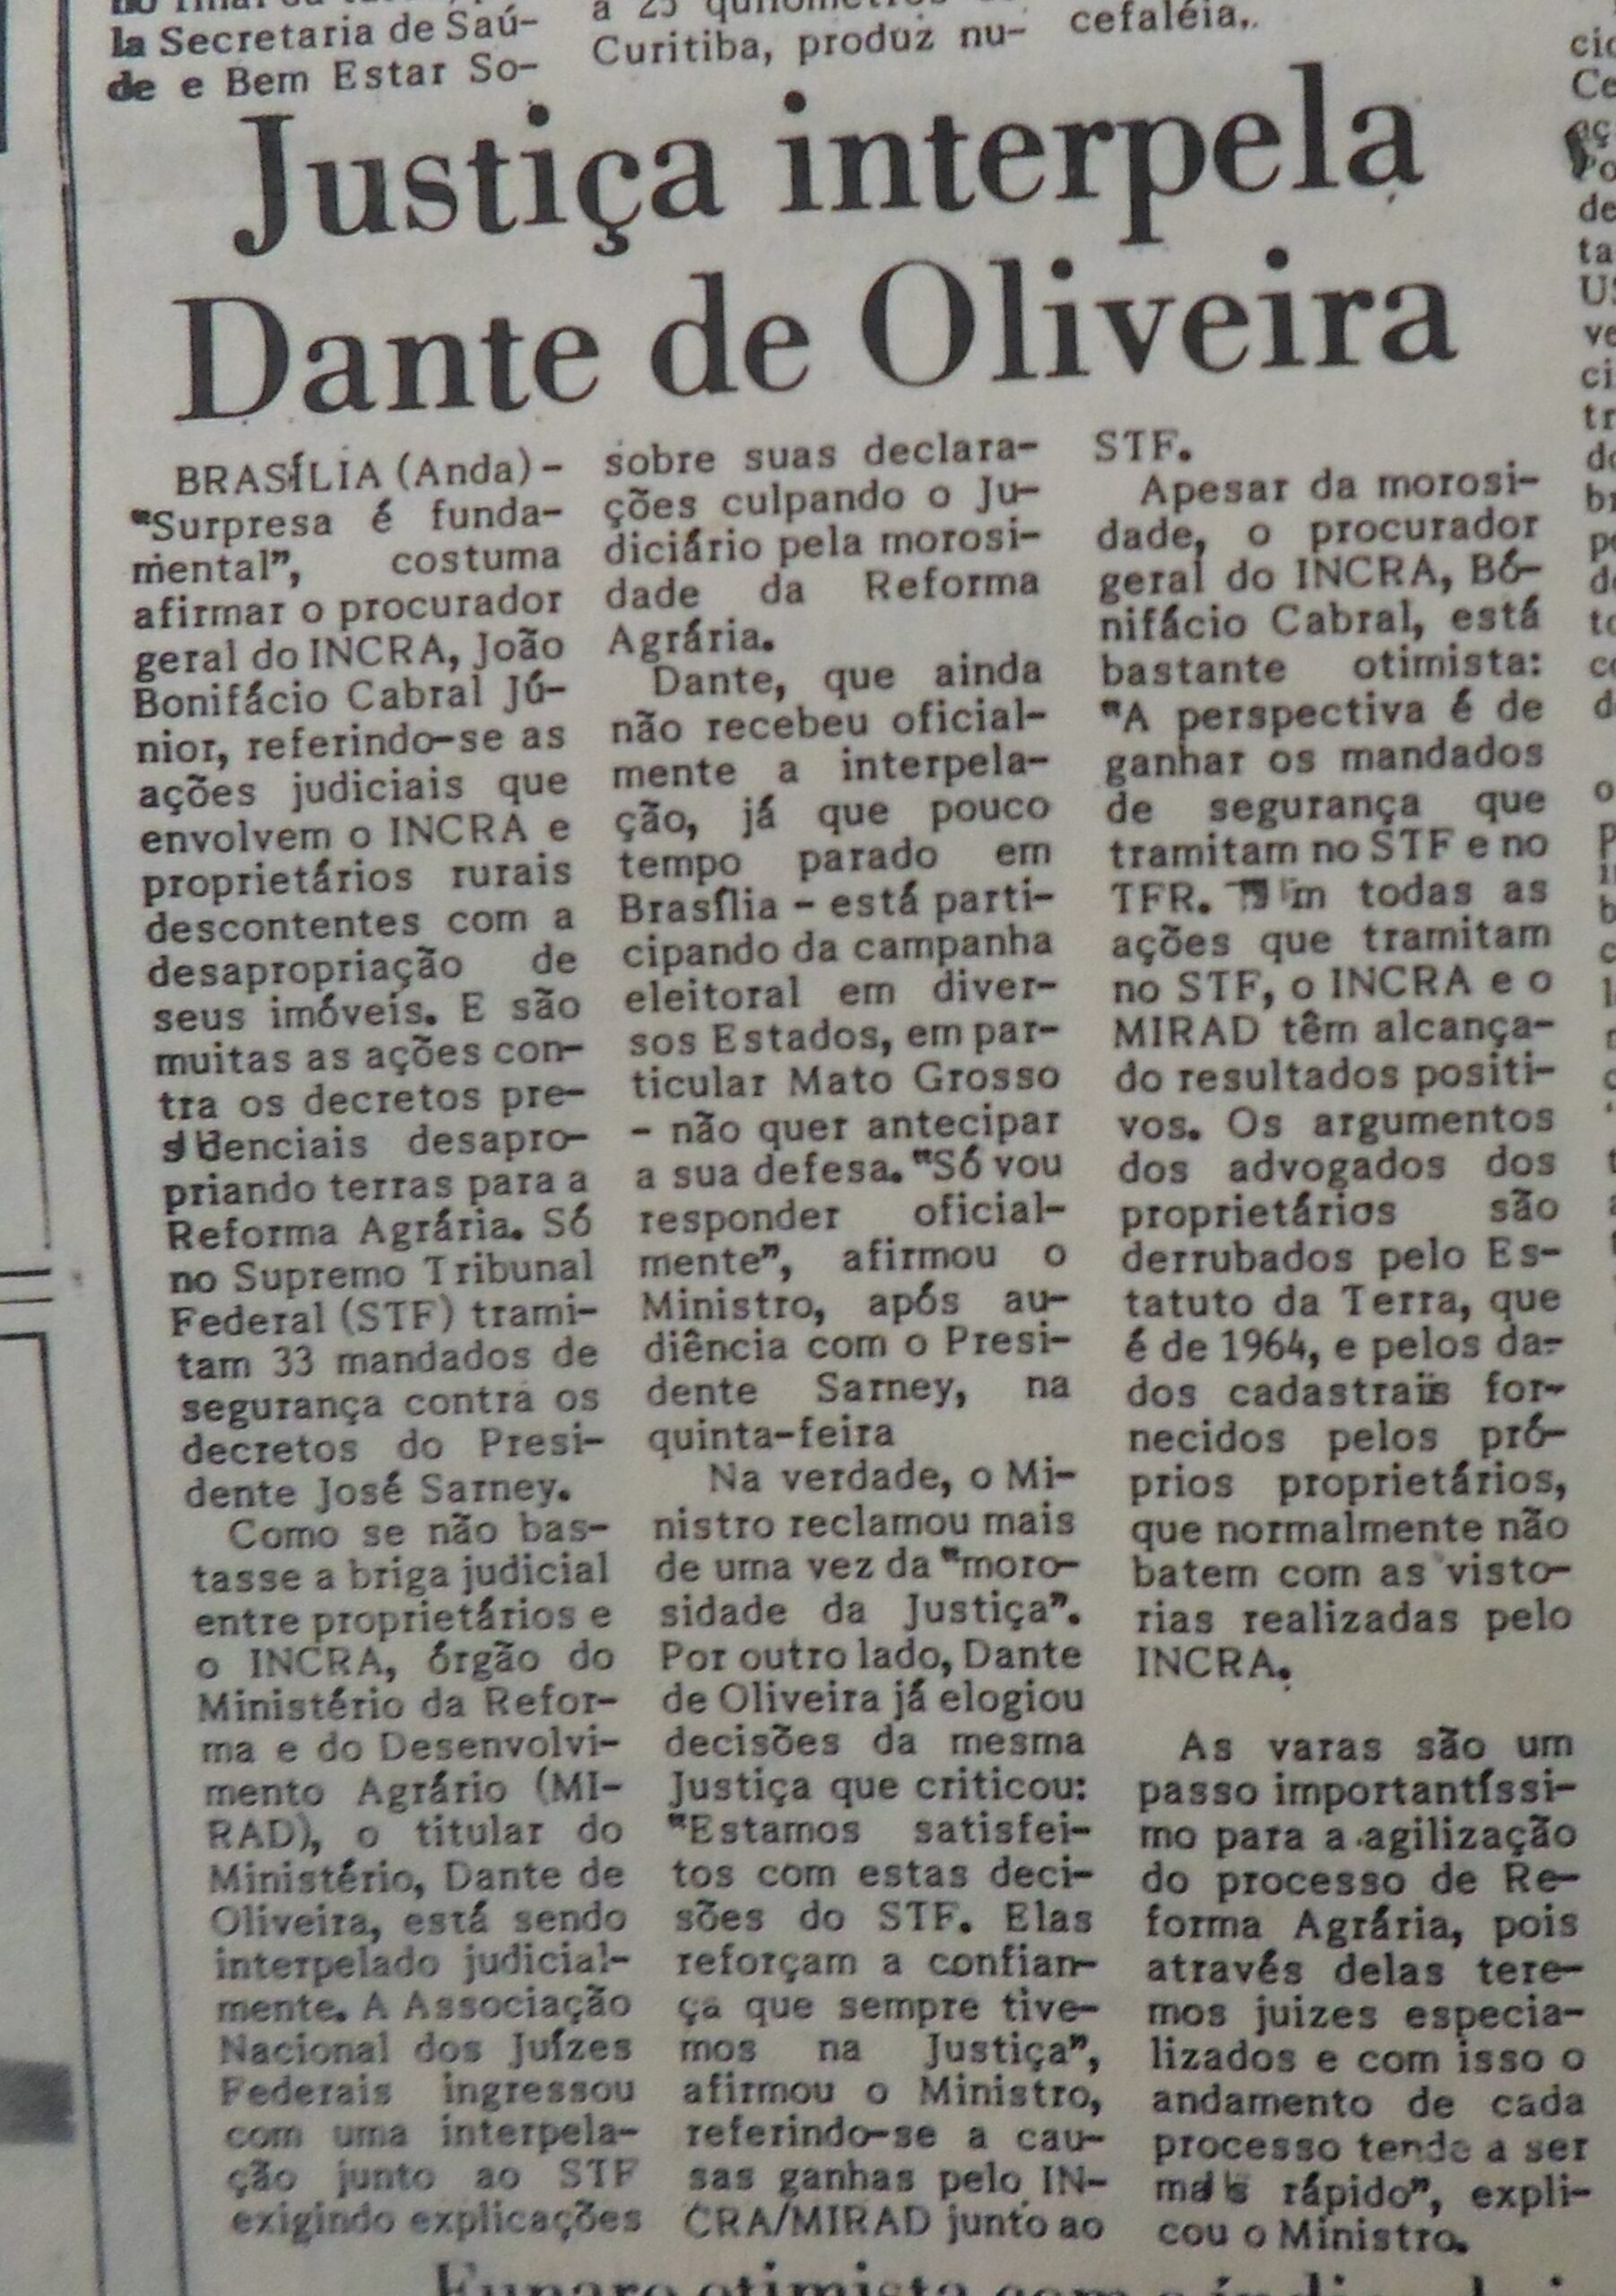 la Secretaria de Saú-
de e Bem Estar So-
Curitiba, produz nu-
cefaléia.
Justiça interpela
Dante de Oliveira
BRASÍLIA (Anda) -
"Surpresa é funda-
mental", costuma
afirmar o procurador
geral do INCRA, João
Bonifácio Cabral Jú-
nior, referindo-se as
ações judiciais que
envolvem o INCRA e
proprietários rurais
descontentes com a
desapropriação de
seus imóveis. E são
muitas as ações con-
tra os decretos pre-
sidenciais desapro-
priando terras para a
Reforma Agrária. Só
no Supremo Tribunal
Federal (STF) trami-
tam 33 mandados de
segurança contra os
decretos do Presi-
dente José Sarney.
Como se não bas-
tasse a briga judicial
entre proprietários e
o INCRA, órgão do
Ministério da Refor-
ma e do Desenvolvi-
mento Agrário (MI-
RAD), o titular do
Ministério, Dante de
Oliveira, está sendo
interpelado judicial-
mente. A Associação
Nacional dos Juízes
Federais ingressou
com uma interpela-
ção junto ao STF
exigindo explicações
sobre suas declara-
ções culpando o Ju-
diciário pela morosi-
dade da Reforma
Agrária.
Dante, que ainda
não recebeu oficial-
mente a interpela-
ção, já que pouco
tempo parado em
Brasília - está parti-
cipando da campanha
eleitoral em diver-
sos Estados, em par-
ticular Mato Grosso
- não quer antecipar
a sua defesa. "Só vou
responder oficial-
mente", afirmou o
Ministro, após au-
diência com o Presi-
dente Sarney, na
quinta-feira
Na verdade, o Mi-
nistro reclamou mais
de uma vez da "moro-
sidade da Justiça".
Por outro lado, Dante
de Oliveira já elogiou
decisões da mesma
Justiça que criticou:
"Estamos satisfei-
tos com estas deci-
sões do STF. Elas
reforçam a confian-
ça que sempre tive-
mos na Justiça",
afirmou o Ministro,
referindo-se a cau-
sas ganhas pelo IN-
CRA/MIRAD junto ao
STF.
Apesar da morosi-
dade, o procurador
geral do INCRA, Bó-
nifácio Cabral, está
bastante otimista:
"A perspectiva é de
ganhar os mandados
de segurança que
tramitam no STF e no
TFR. todas as
ações que tramitam
no STF, o INCRA e o
MIRAD têm alcança-
do resultados positi-
vos. Os argumentos
dos advogados dos
proprietários são
derrubados pelo Es-
tatuto da Terra, que
é de 1964, e pelos da-
dos cadastrais for-
necidos pelos pró-
prios proprietários,
que normalmente não
batem com as visto-
rias realizadas pelo
INCRA.
As varas são um
passo importantíssi-
mo para a agilização
do processo de Re-
forma Agrária, pois
através delas tere-
mos juizes especia-
lizados e com isso o
andamento de cada
processo tende a ser
mais rápido", expli-
cou o Ministro.